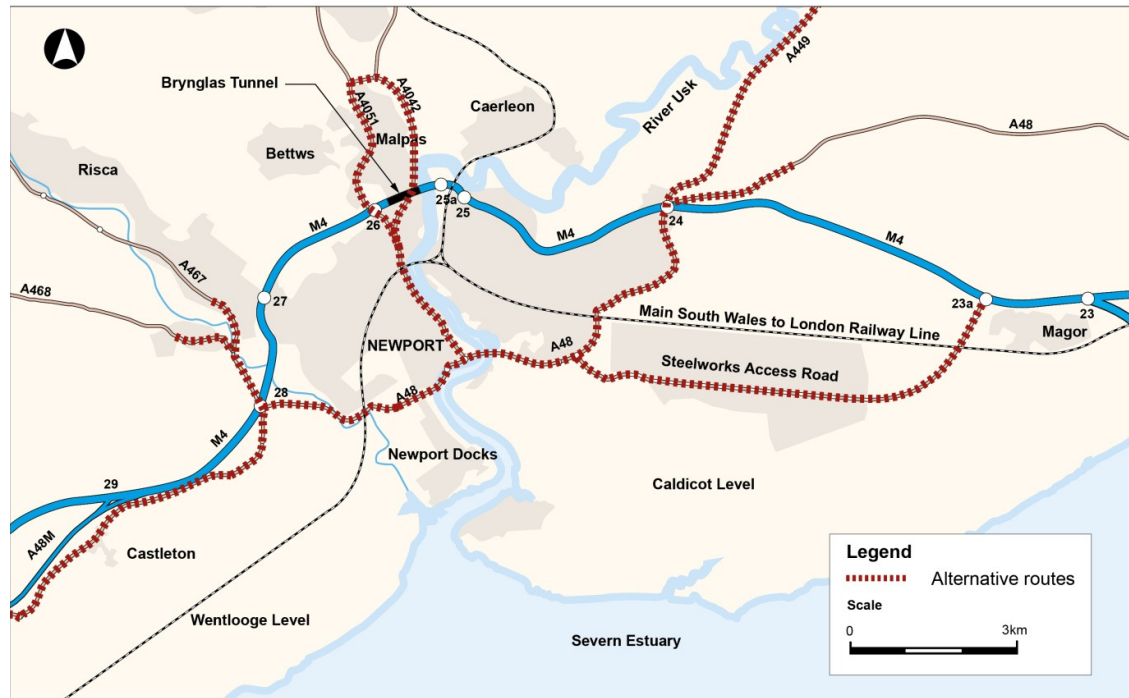 Brynglas Tunnel
A4051
A4042
Malpas
Caerleon
River Usk
A449
A48
Bettws
Risca
25a
25
24
26
M4
M4
M4
A467
A468
27
23a
23
Main South Wales to London Railway Line
Magor
NEWPORT
A48
Steelworks Access Road
28
A48
M4
Newport Docks
29
Caldicot Level
A48M
Castleton
Wentlooge Level
Severn Estuary
Legend
Alternative routes
Scale
0 3km